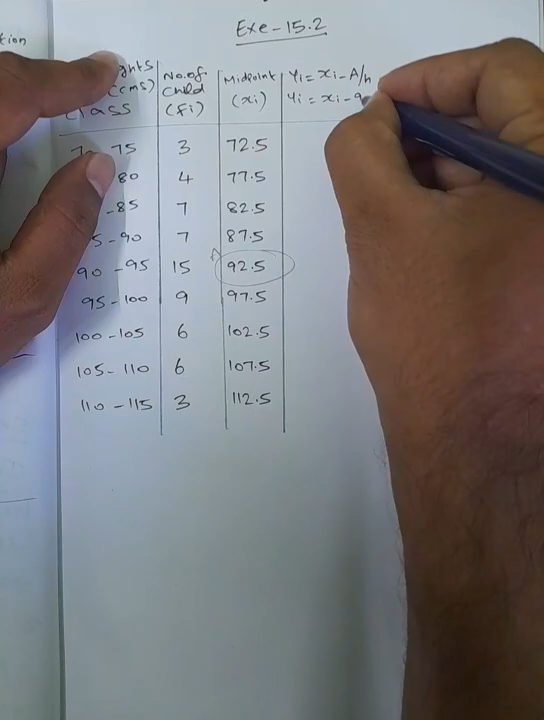 tion
Exe-15.2
ghts No.of Midpoint yi = xi - A/h
(cms) child (xi) yi = xi - 9
Class (fi)
75 3 72.5
80 4 77.5
-85 7 82.5
5-90 7 87.5
90-95 15 A 92.5
95-100 9 97.5
100-105 6 102.5
105-110 6 107.5
110-115 3 112.5